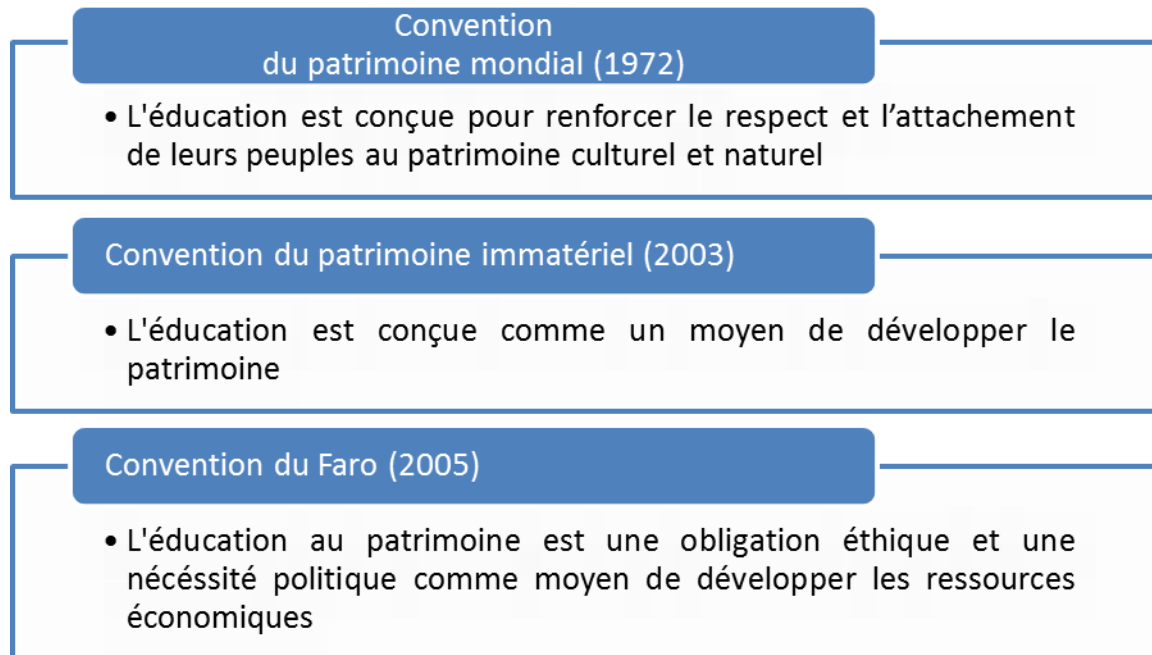 Convention
du patrimoine mondial (1972)
• L'éducation est conçue pour renforcer le respect et l’attachement
de leurs peuples au patrimoine culturel et naturel
Convention du patrimoine immatériel (2003)
• L'éducation est conçue comme un moyen de développer le
patrimoine
Convention du Faro (2005)
• L'éducation au patrimoine est une obligation éthique et une
nécéssité politique comme moyen de développer les ressources
économiques